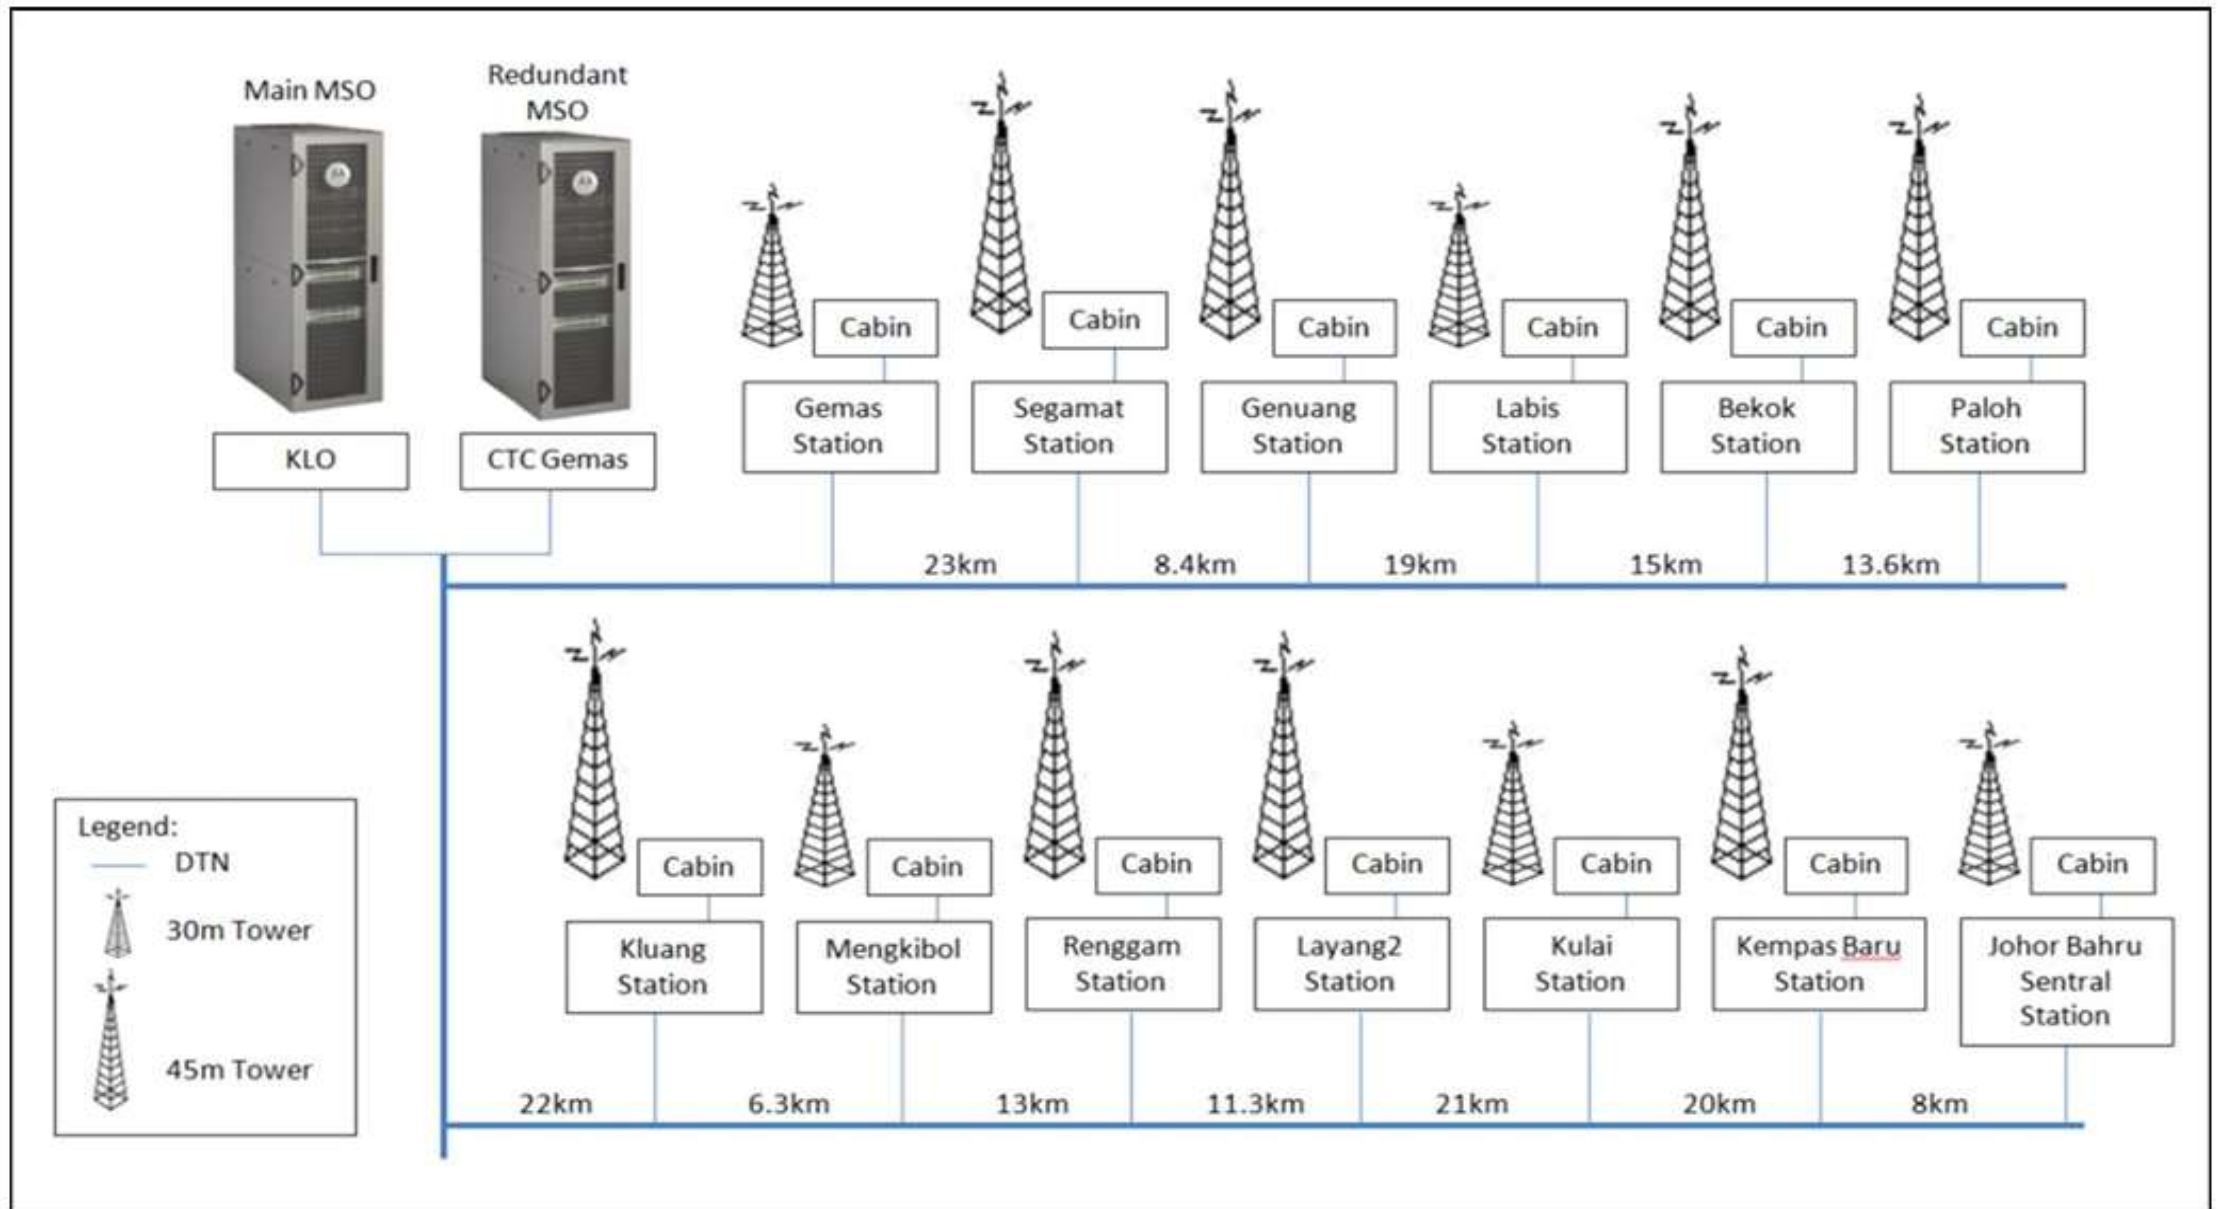 Main MSO
Redundant
MSO
KLO
CTC Gemas
Cabin
Cabin
Cabin
Cabin
Cabin
Cabin
Gemas
Station
Segamat
Station
Genuang
Station
Labis
Station
Bekok
Station
Paloh
Station
23km
8.4km
19km
15km
13.6km
Cabin
Cabin
Cabin
Cabin
Cabin
Cabin
Cabin
Kluang
Station
Mengkibol
Station
Renggam
Station
Layang2
Station
Kulai
Station
Kempas Baru
Station
Johor Bahru
Sentral
Station
22km
6.3km
13km
11.3km
21km
20km
8km
Legend:
DTN
30m Tower
45m Tower